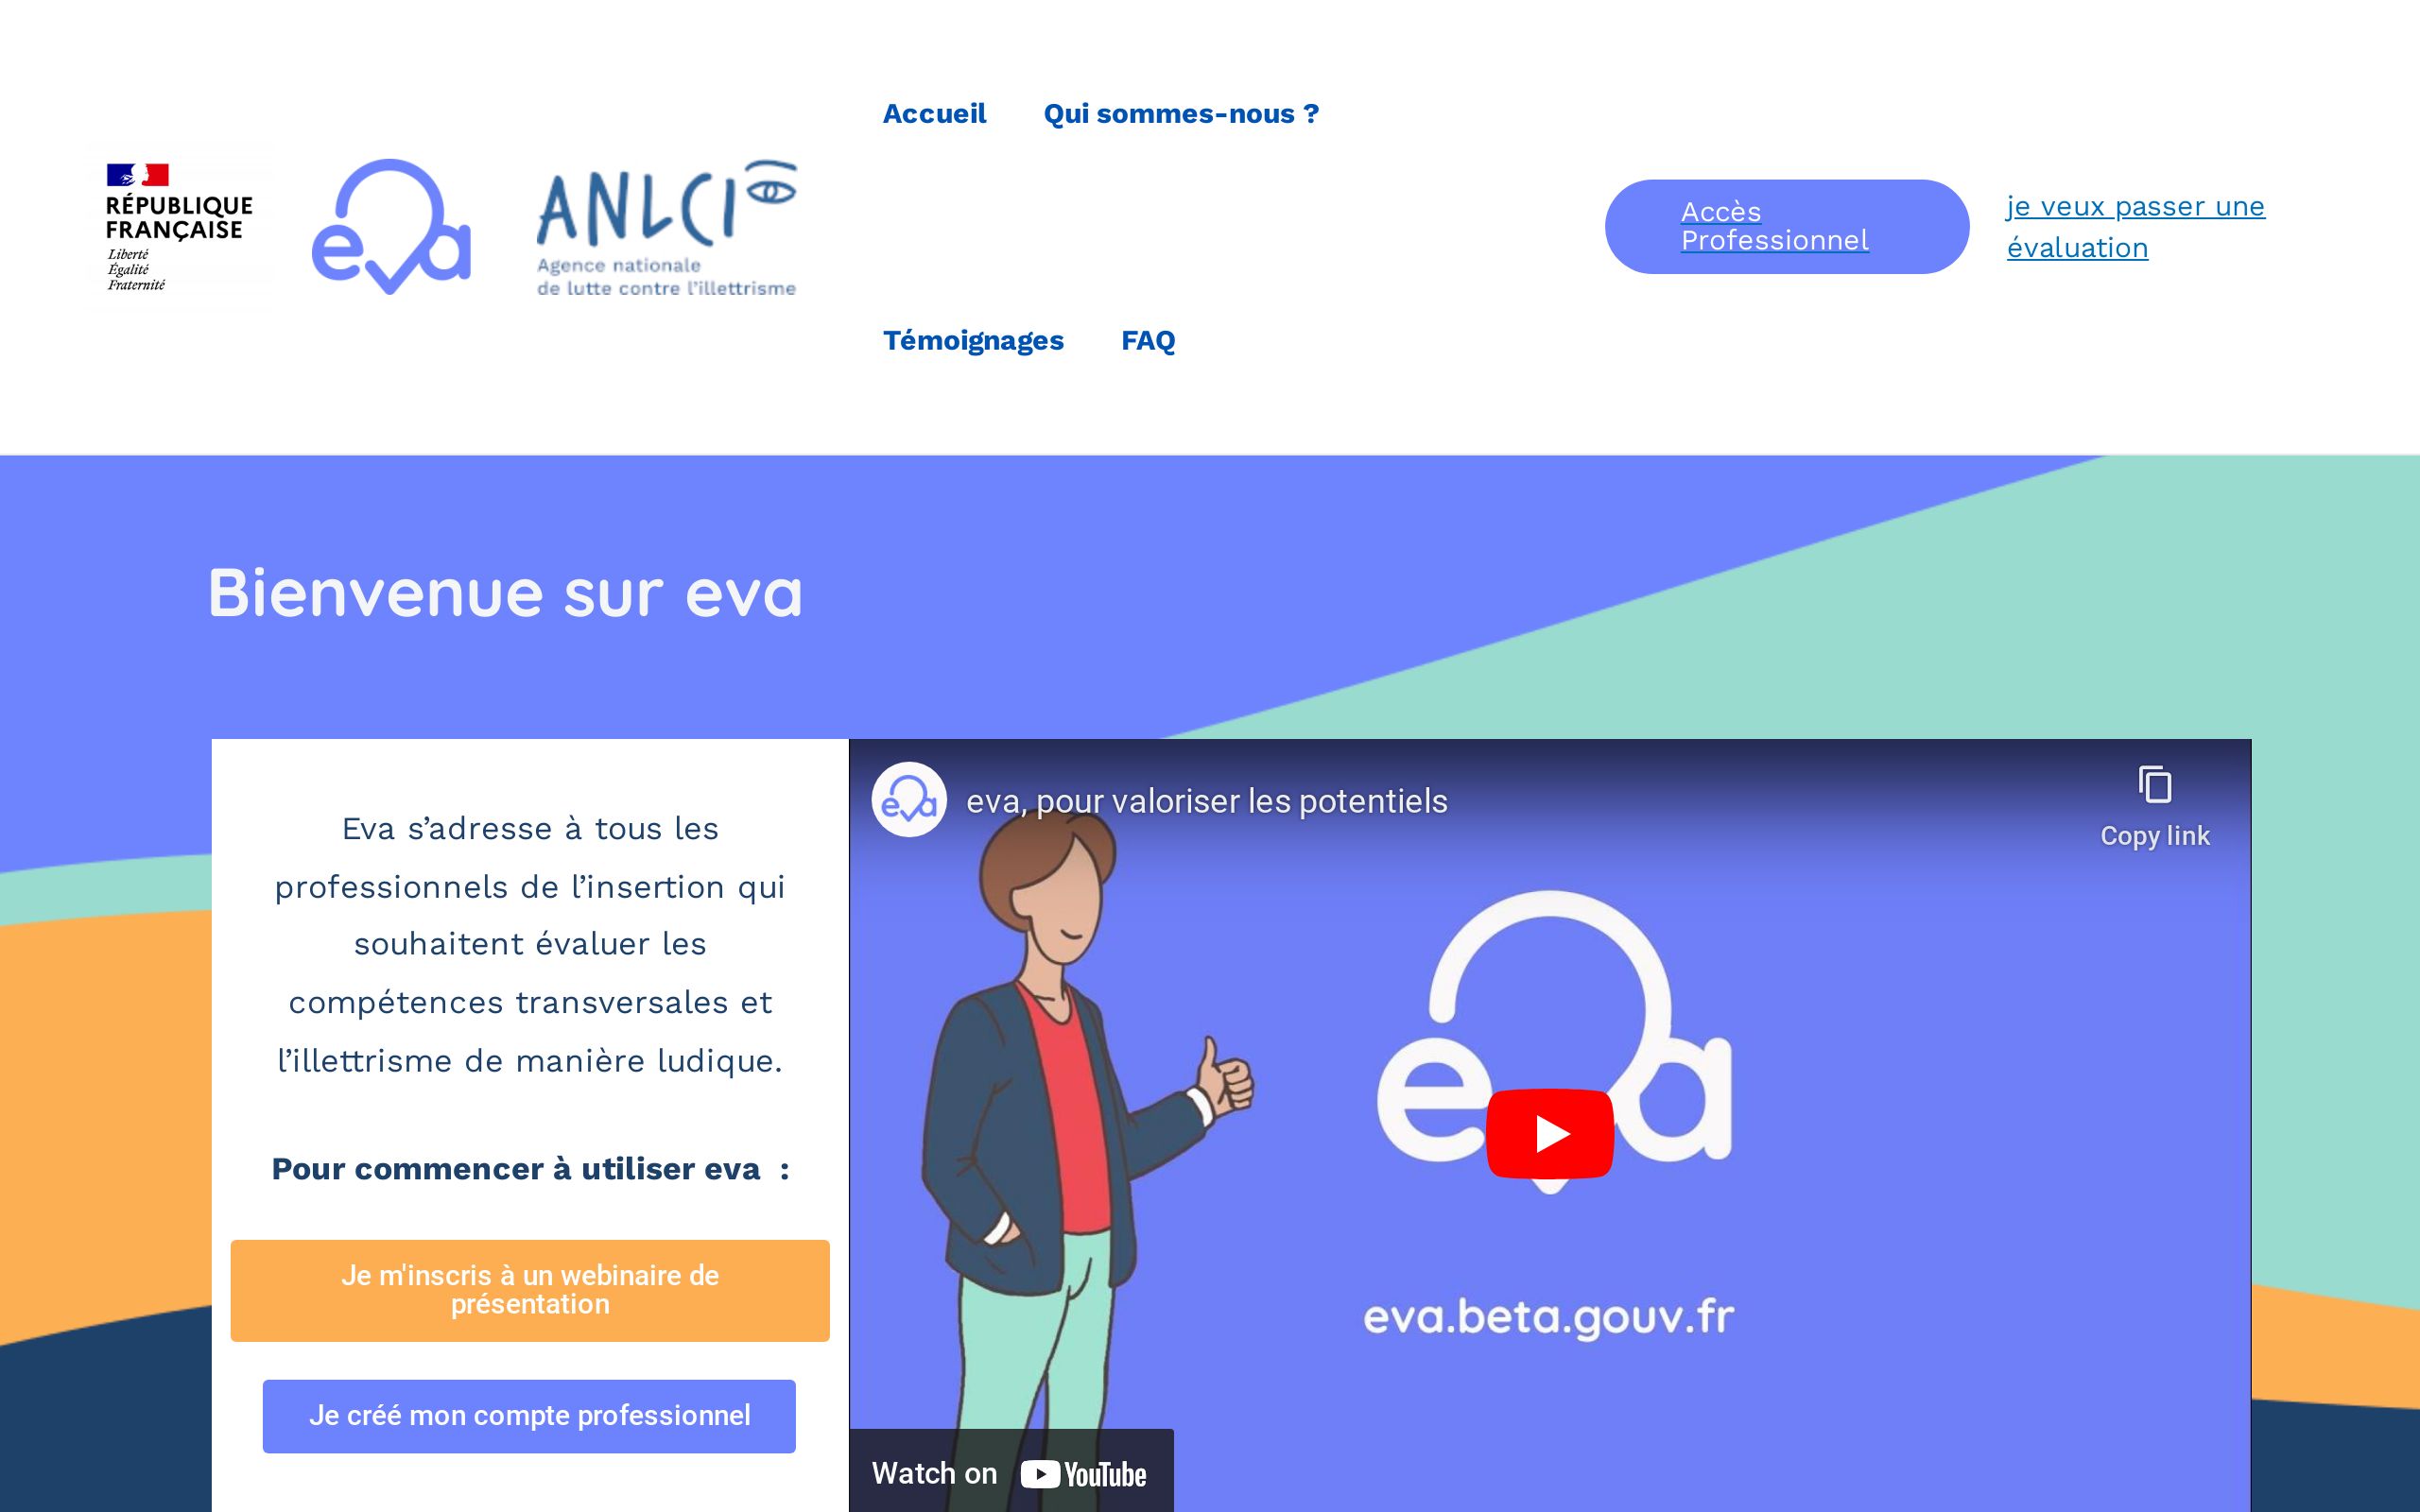 RÉPUBLIQUE
FRANÇAISE
Liberté
Égalité
Fraternité
eva
ANLCI
Agence nationale
de lutte contre l'illettrisme
Accueil
Qui sommes-nous ?
Témoignages
FAQ
Accès
Professionnel
je veux passer une
évaluation
Bienvenue sur eva
Eva s’adresse à tous les
professionnels de l’insertion qui
souhaitent évaluer les
compétences transversales et
l’illettrisme de manière ludique.
Pour commencer à utiliser eva :
Je m'inscris à un webinaire de
présentation
Je créé mon compte professionnel
eva
eva, pour valoriser les potentiels
Copy link
eva
eva.beta.gouv.fr
Watch on YouTube